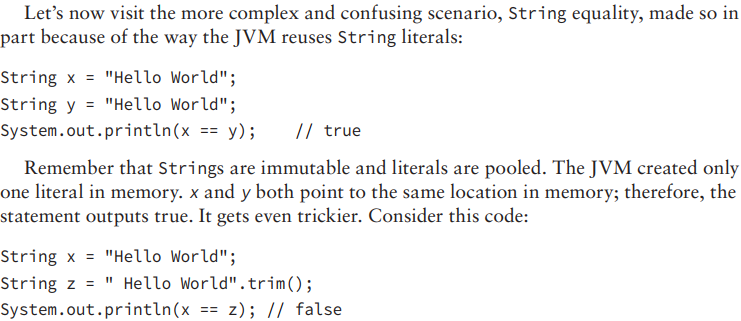 Let’s now visit the more complex and confusing scenario, String equality, made so in
part because of the way the JVM reuses String literals:
String x = "Hello World";
String y = "Hello World";
System.out.println(x == y);    // true
Remember that Strings are immutable and literals are pooled. The JVM created only
one literal in memory. x and y both point to the same location in memory; therefore, the
statement outputs true. It gets even trickier. Consider this code:
String x = "Hello World";
String z = " Hello World".trim();
System.out.println(x == z); // false